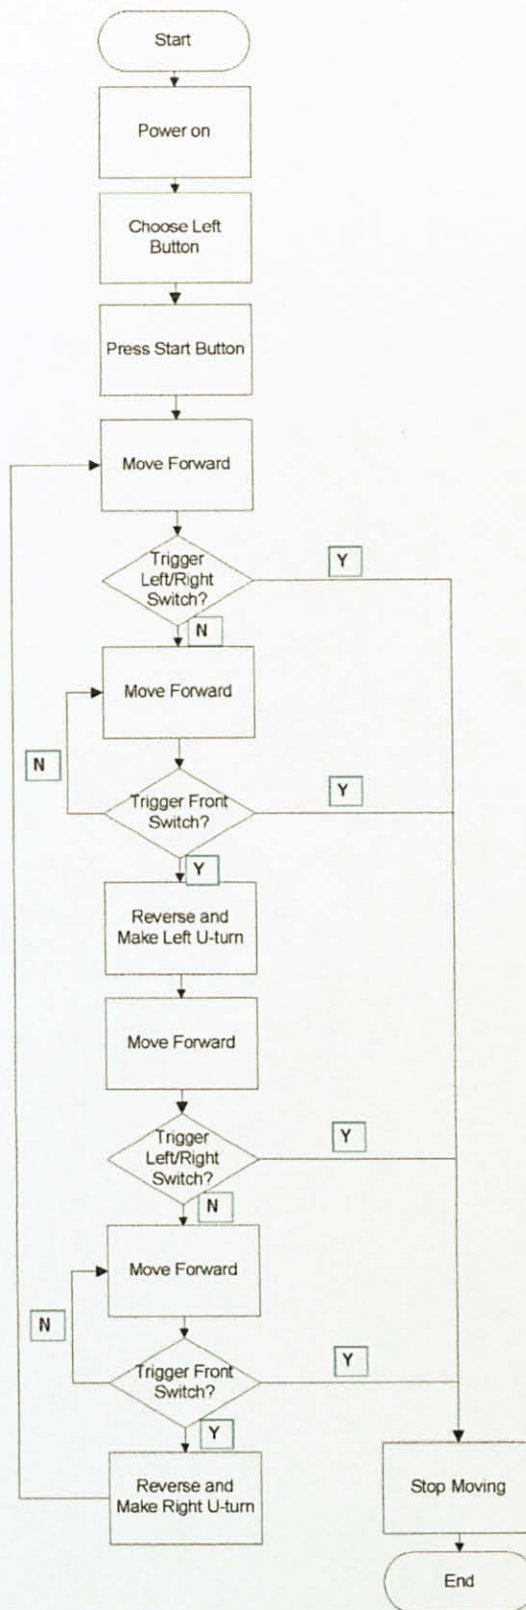 Start
Power on
Choose Left
Button
Press Start Button
Move Forward
Trigger
Left/Right
Switch?
Y
N
Move Forward
N
Trigger Front
Switch?
Y
Y
Reverse and
Make Left U-turn
Move Forward
Trigger
Left/Right
Switch?
Y
N
Move Forward
N
Trigger Front
Switch?
Y
Y
Reverse and
Make Right U-turn
Stop Moving
End